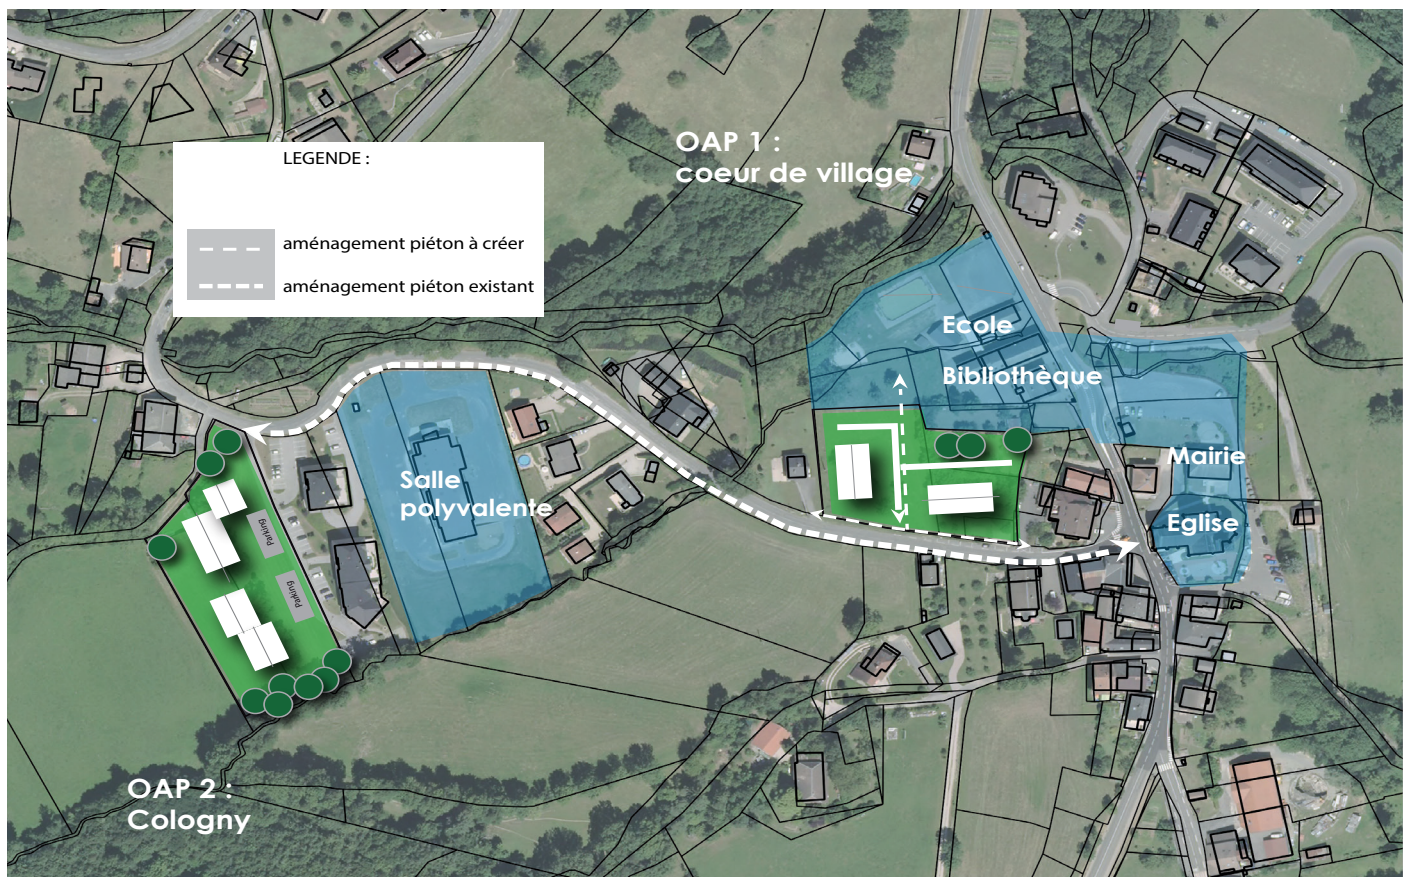 OAP 1 :
coeur de village
LEGENDE :
aménagement piéton à créer
aménagement piéton existant
Ecole
Bibliothèque
Mairie
Eglise
Salle
polyvalente
Parking
Parking
OAP 2 :
Cologny